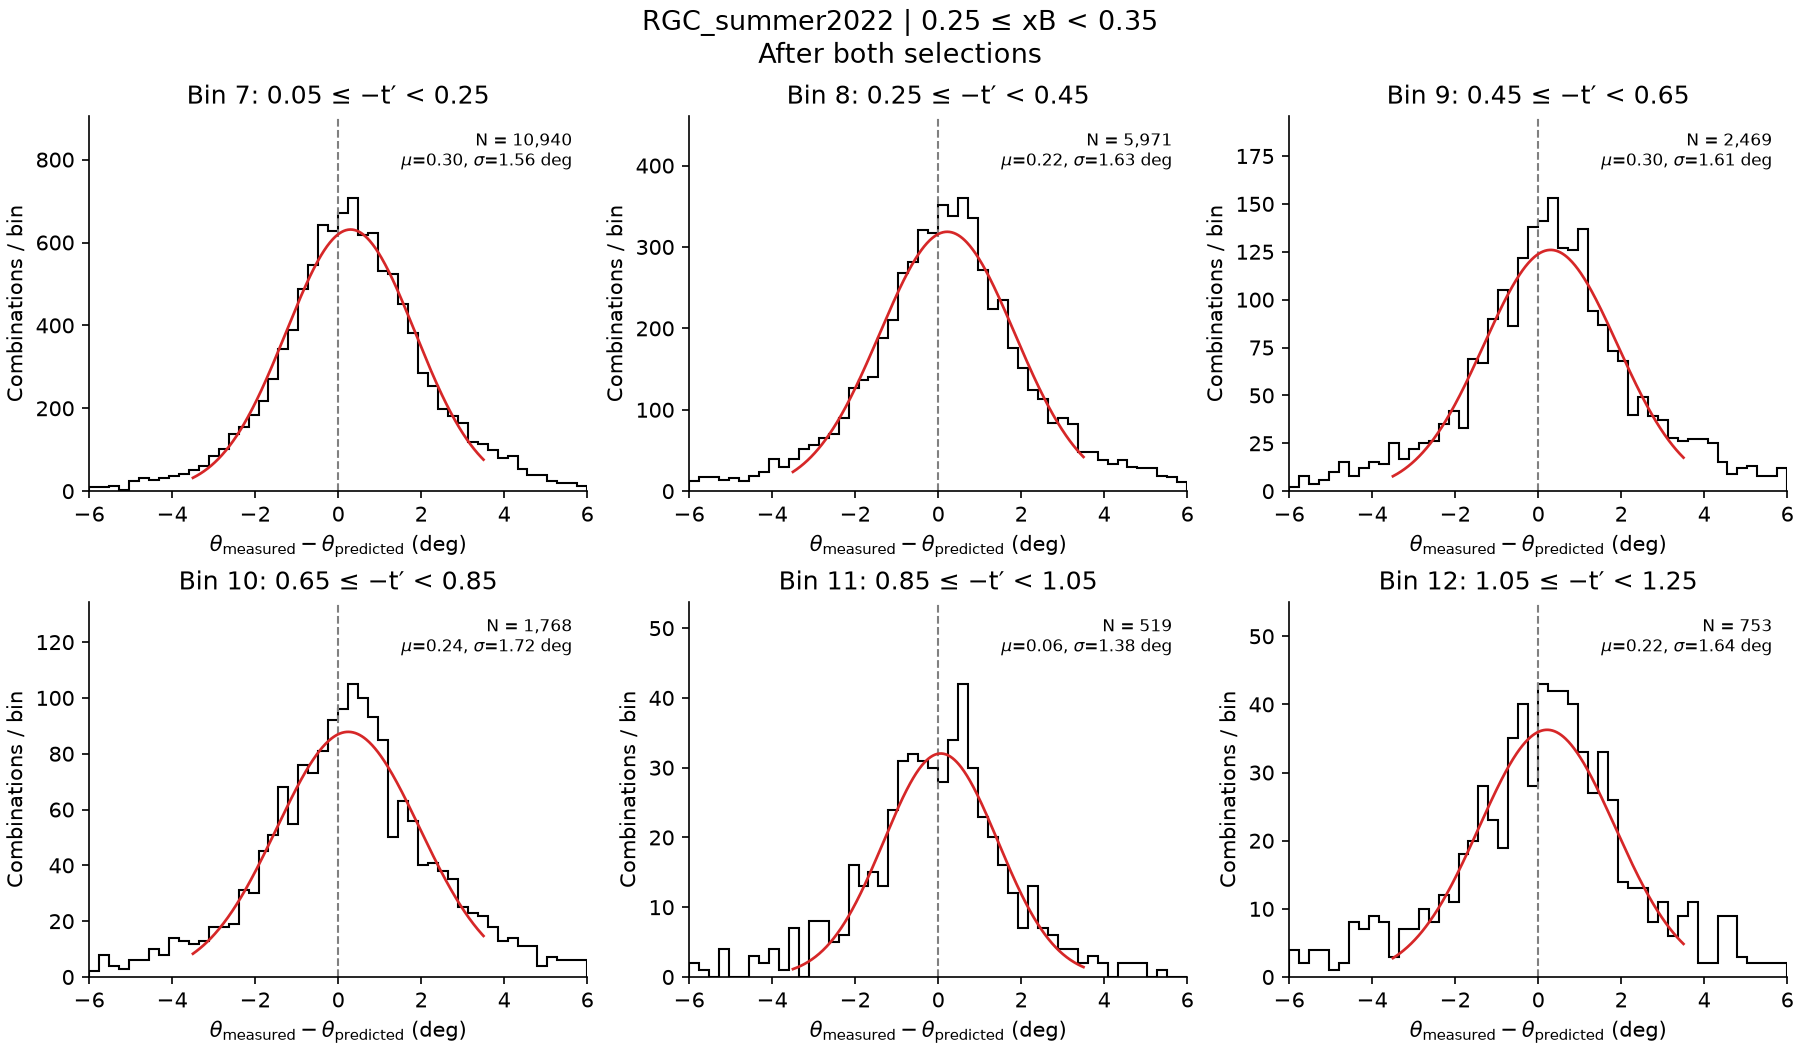 RGC_summer2022 | 0.25 ≤ xB < 0.35
After both selections
Bin 7: 0.05 ≤ −t′ < 0.25
N = 10,940
μ=0.30, σ=1.56 deg
Combinations / bin
800
600
400
200
0
−6 −4 −2 0 2 4 6
θmeasured − θpredicted (deg)
Bin 8: 0.25 ≤ −t′ < 0.45
N = 5,971
μ=0.22, σ=1.63 deg
Combinations / bin
400
300
200
100
0
−6 −4 −2 0 2 4 6
θmeasured − θpredicted (deg)
Bin 9: 0.45 ≤ −t′ < 0.65
N = 2,469
μ=0.30, σ=1.61 deg
Combinations / bin
175
150
125
100
75
50
25
0
−6 −4 −2 0 2 4 6
θmeasured − θpredicted (deg)
Bin 10: 0.65 ≤ −t′ < 0.85
N = 1,768
μ=0.24, σ=1.72 deg
Combinations / bin
120
100
80
60
40
20
0
−6 −4 −2 0 2 4 6
θmeasured − θpredicted (deg)
Bin 11: 0.85 ≤ −t′ < 1.05
N = 519
μ=0.06, σ=1.38 deg
Combinations / bin
50
40
30
20
10
0
−6 −4 −2 0 2 4 6
θmeasured − θpredicted (deg)
Bin 12: 1.05 ≤ −t′ < 1.25
N = 753
μ=0.22, σ=1.64 deg
Combinations / bin
50
40
30
20
10
0
−6 −4 −2 0 2 4 6
θmeasured − θpredicted (deg)